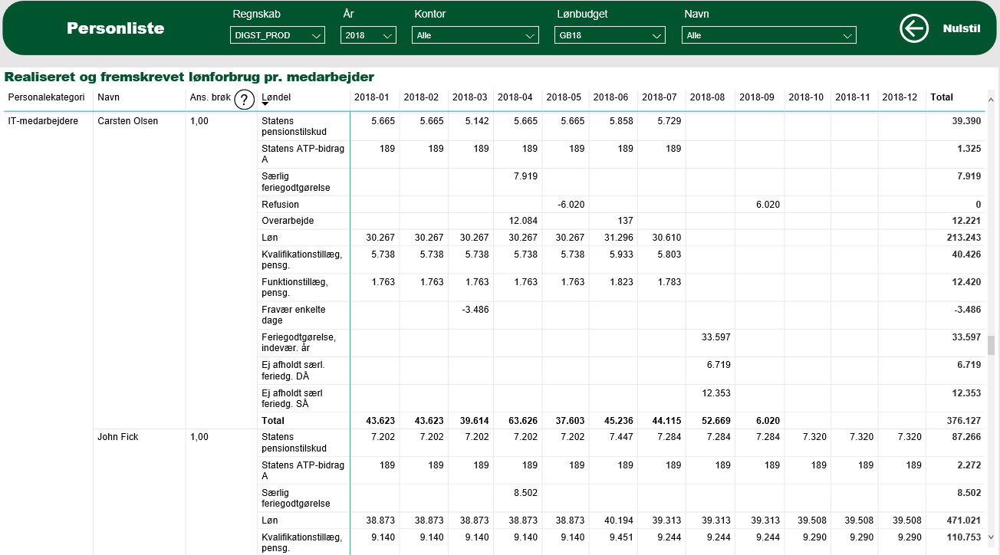 Personliste
Regnskab År Kontor Lønbudget Navn
DIGST_PROD 2018 Alle GB18 Alle Nulstil
Realiseret og fremskrevet lønforbrug pr. medarbejder
Personalekategori Navn Ans. brøk ? Løndel 2018-01 2018-02 2018-03 2018-04 2018-05 2018-06 2018-07 2018-08 2018-09 2018-10 2018-11 2018-12 Total
IT-medarbejdere Carsten Olsen 1,00 Statens 5.665 5.665 5.142 5.665 5.665 5.858 5.729 39.390
pensionstilskud
Statens ATP-bidrag 189 189 189 189 189 189 189 1.325
A
Særlig 7.919 7.919
feriegodtgørelse
Refusion -6.020 6.020 0
Overarbejde 12.084 137 12.221
Løn 30.267 30.267 30.267 30.267 30.267 31.296 30.610 213.243
Kvalifikationstillæg, 5.738 5.738 5.738 5.738 5.738 5.933 5.803 40.426
pensg.
Funktionstillæg, 1.763 1.763 1.763 1.763 1.763 1.823 1.783 12.420
pensg.
Fravær enkelte -3.486 -3.486
dage
Feriegodtgørelse, 33.597 33.597
indevær. år
Ej afholdt særl. 6.719 6.719
feriedg. DÅ
Ej afholdt særl 12.353 12.353
feriedg. SÅ
Total 43.623 43.623 39.614 63.626 37.603 45.236 44.115 52.669 6.020 376.127
John Fick 1,00 Statens 7.202 7.202 7.202 7.202 7.202 7.447 7.284 7.284 7.284 7.320 7.320 7.320 87.266
pensionstilskud
Statens ATP-bidrag 189 189 189 189 189 189 189 189 189 189 189 189 2.272
A
Særlig 8.502 8.502
feriegodtgørelse
Løn 38.873 38.873 38.873 38.873 38.873 40.194 39.313 39.313 39.313 39.508 39.508 39.508 471.021
Kvalifikationstillæg, 9.140 9.140 9.140 9.140 9.140 9.451 9.244 9.244 9.244 9.290 9.290 9.290 110.753
pensg.